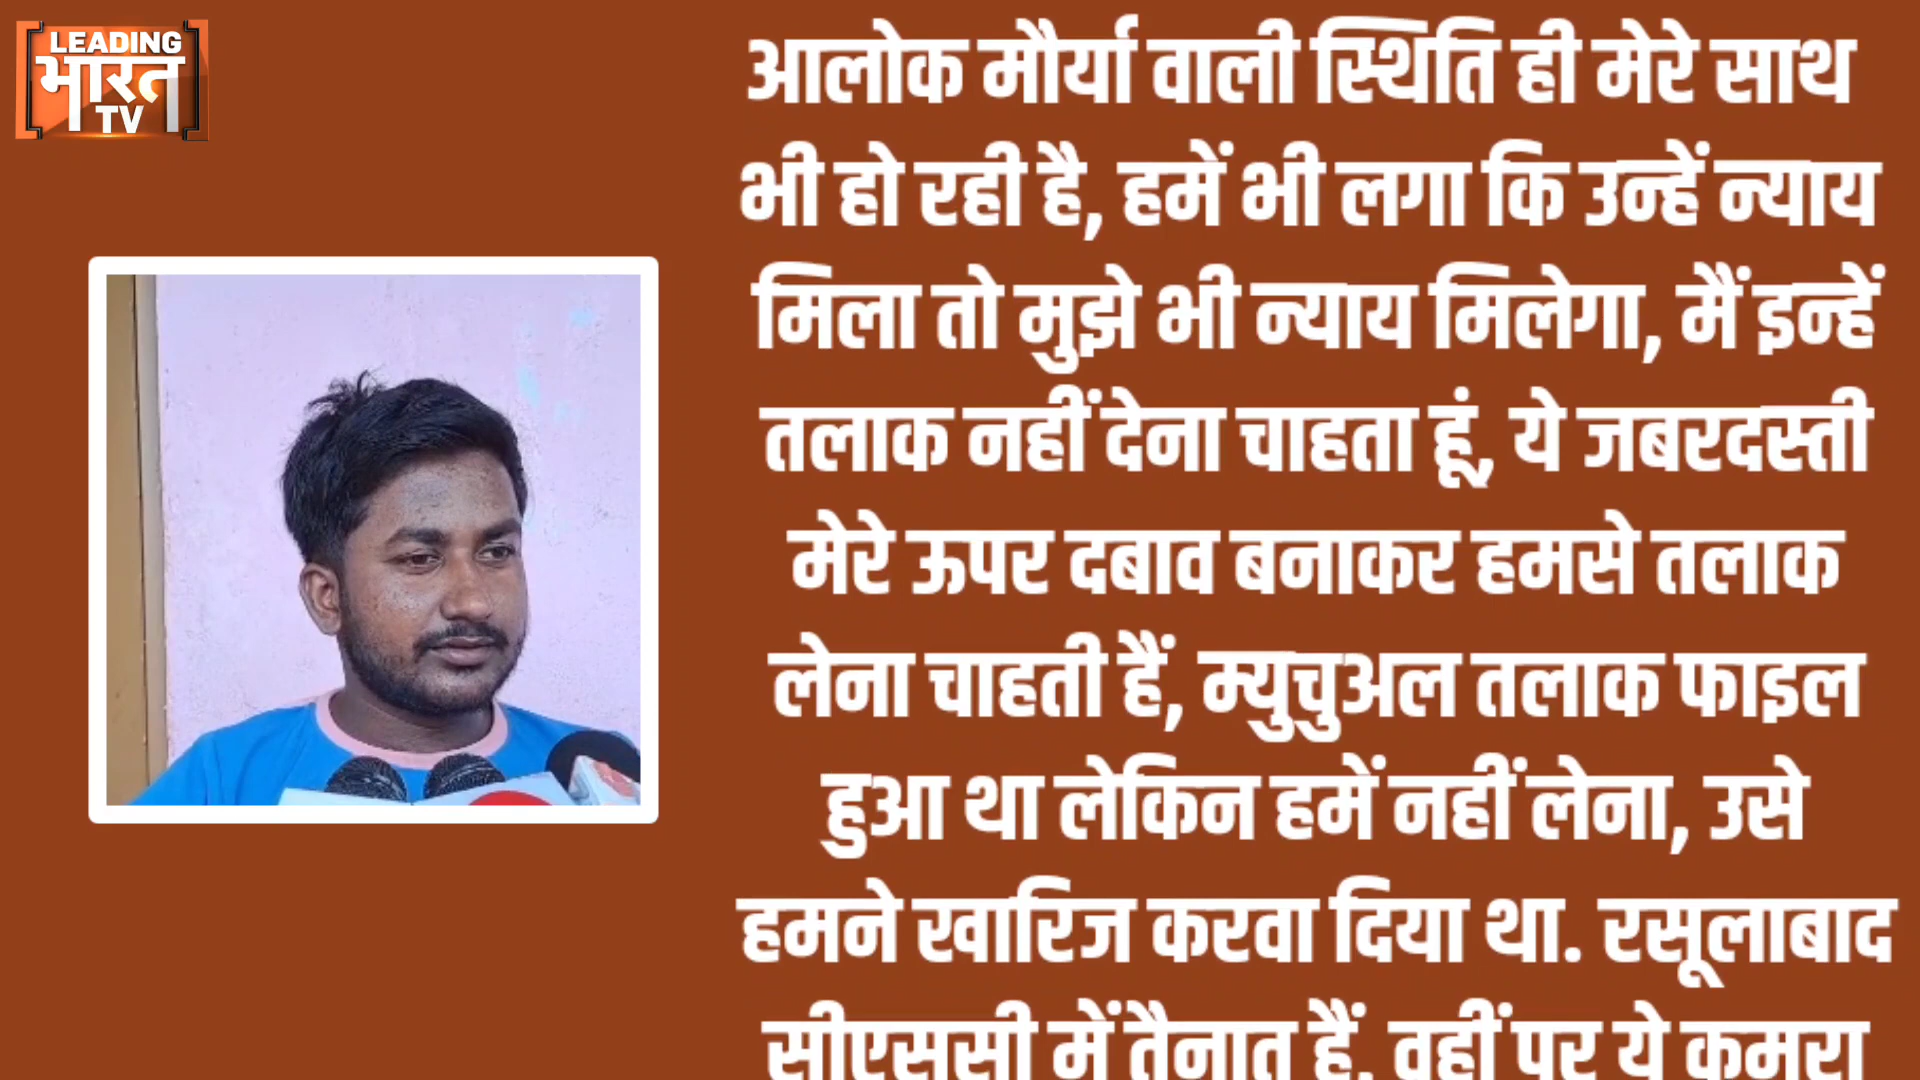 LEADING
भारत
TV
आलोक मौर्या वाली स्थिति ही मेरे साथ
भी हो रही है, हमें भी लगा कि उन्हें न्याय
मिला तो मुझे भी न्याय मिलेगा, मैं इन्हें
तलाक नहीं देना चाहता हूं, ये जबरदस्ती
मेरे ऊपर दबाव बनाकर हमसे तलाक
लेना चाहती हैं, म्युचुअल तलाक फाइल
हुआ था लेकिन हमें नहीं लेना, उसे
हमने खारिज करवा दिया था. रसूलाबाद
सीएससी में तैनात हैं. वहीं पर ये कमरा